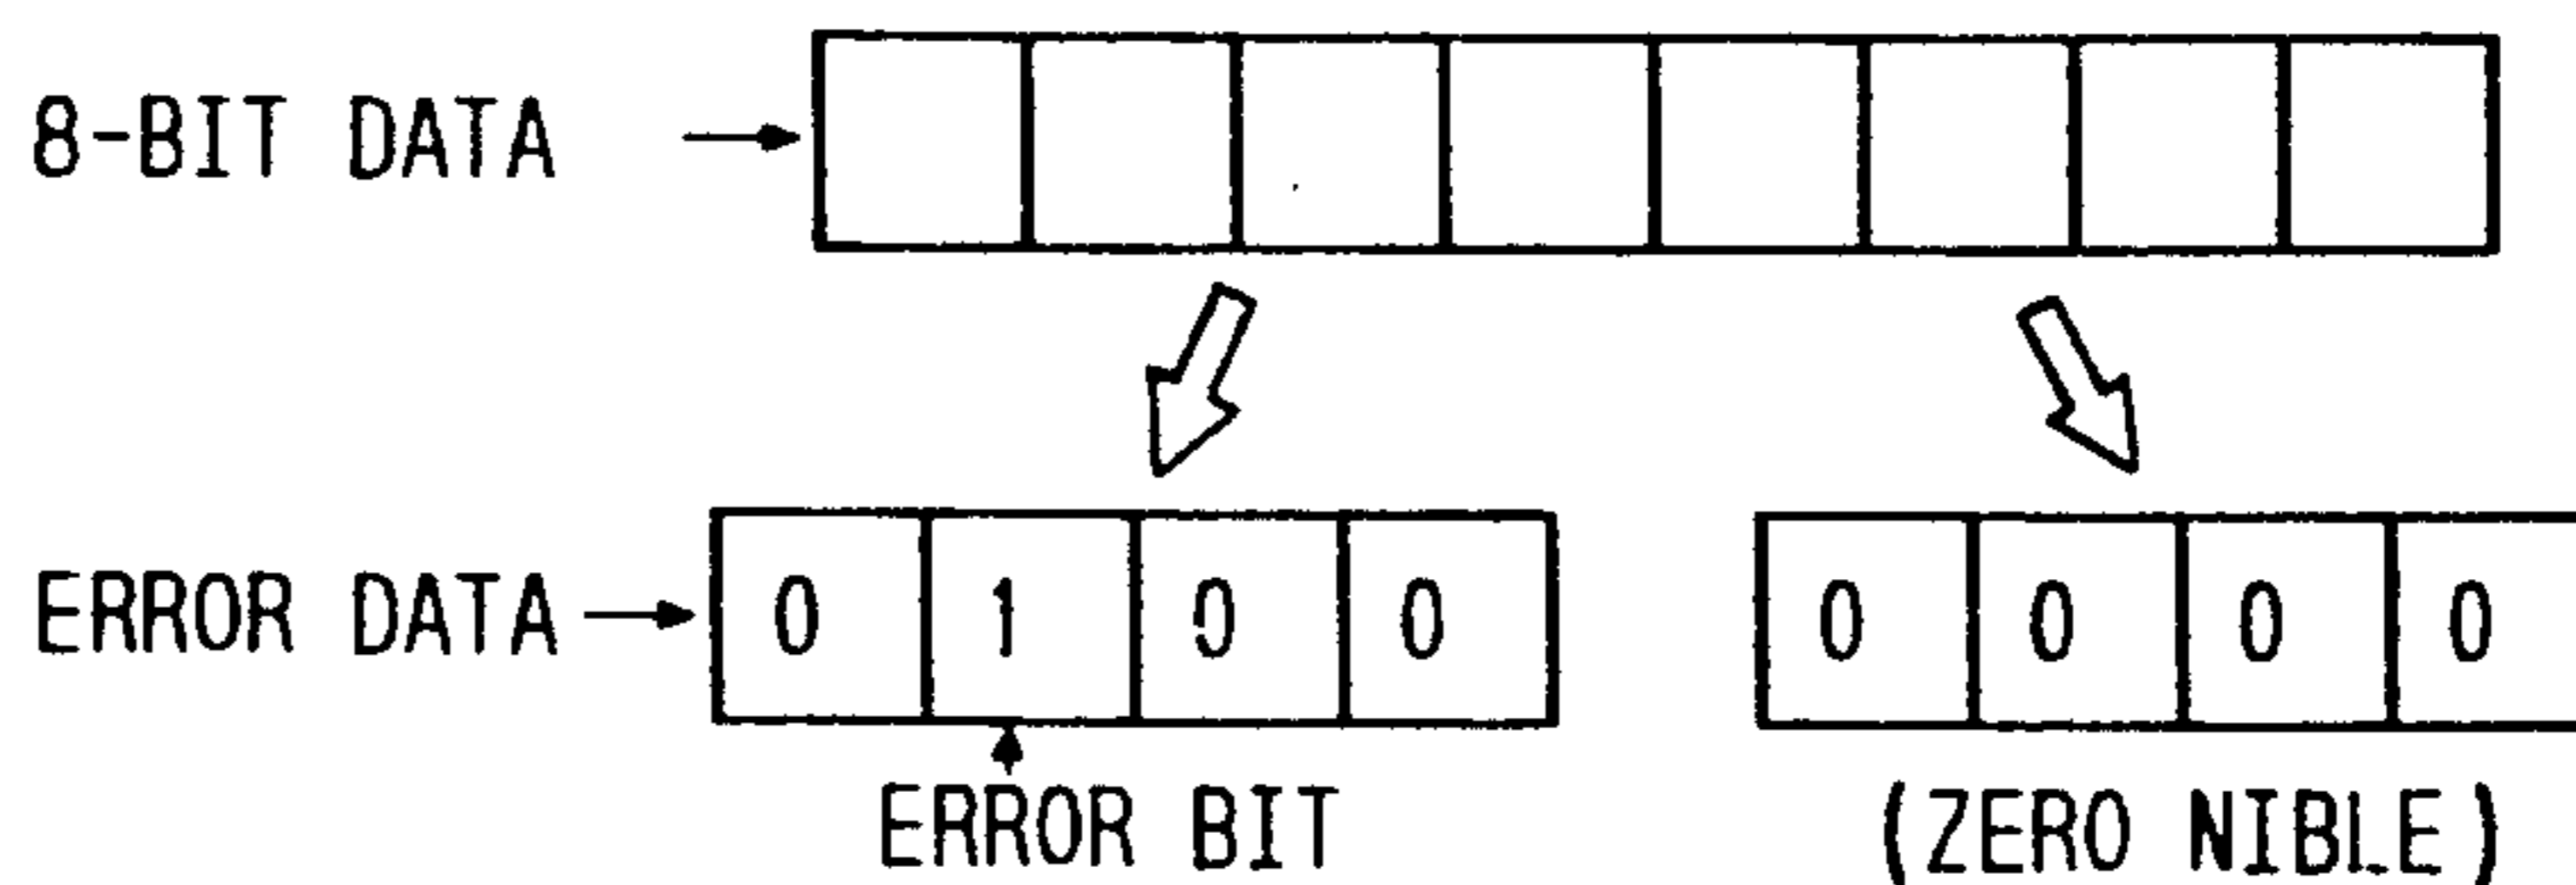 8-BIT DATA
ERROR DATA 0 1 0 0 0 0 0 0
ERROR BIT (ZERO NIBLE)